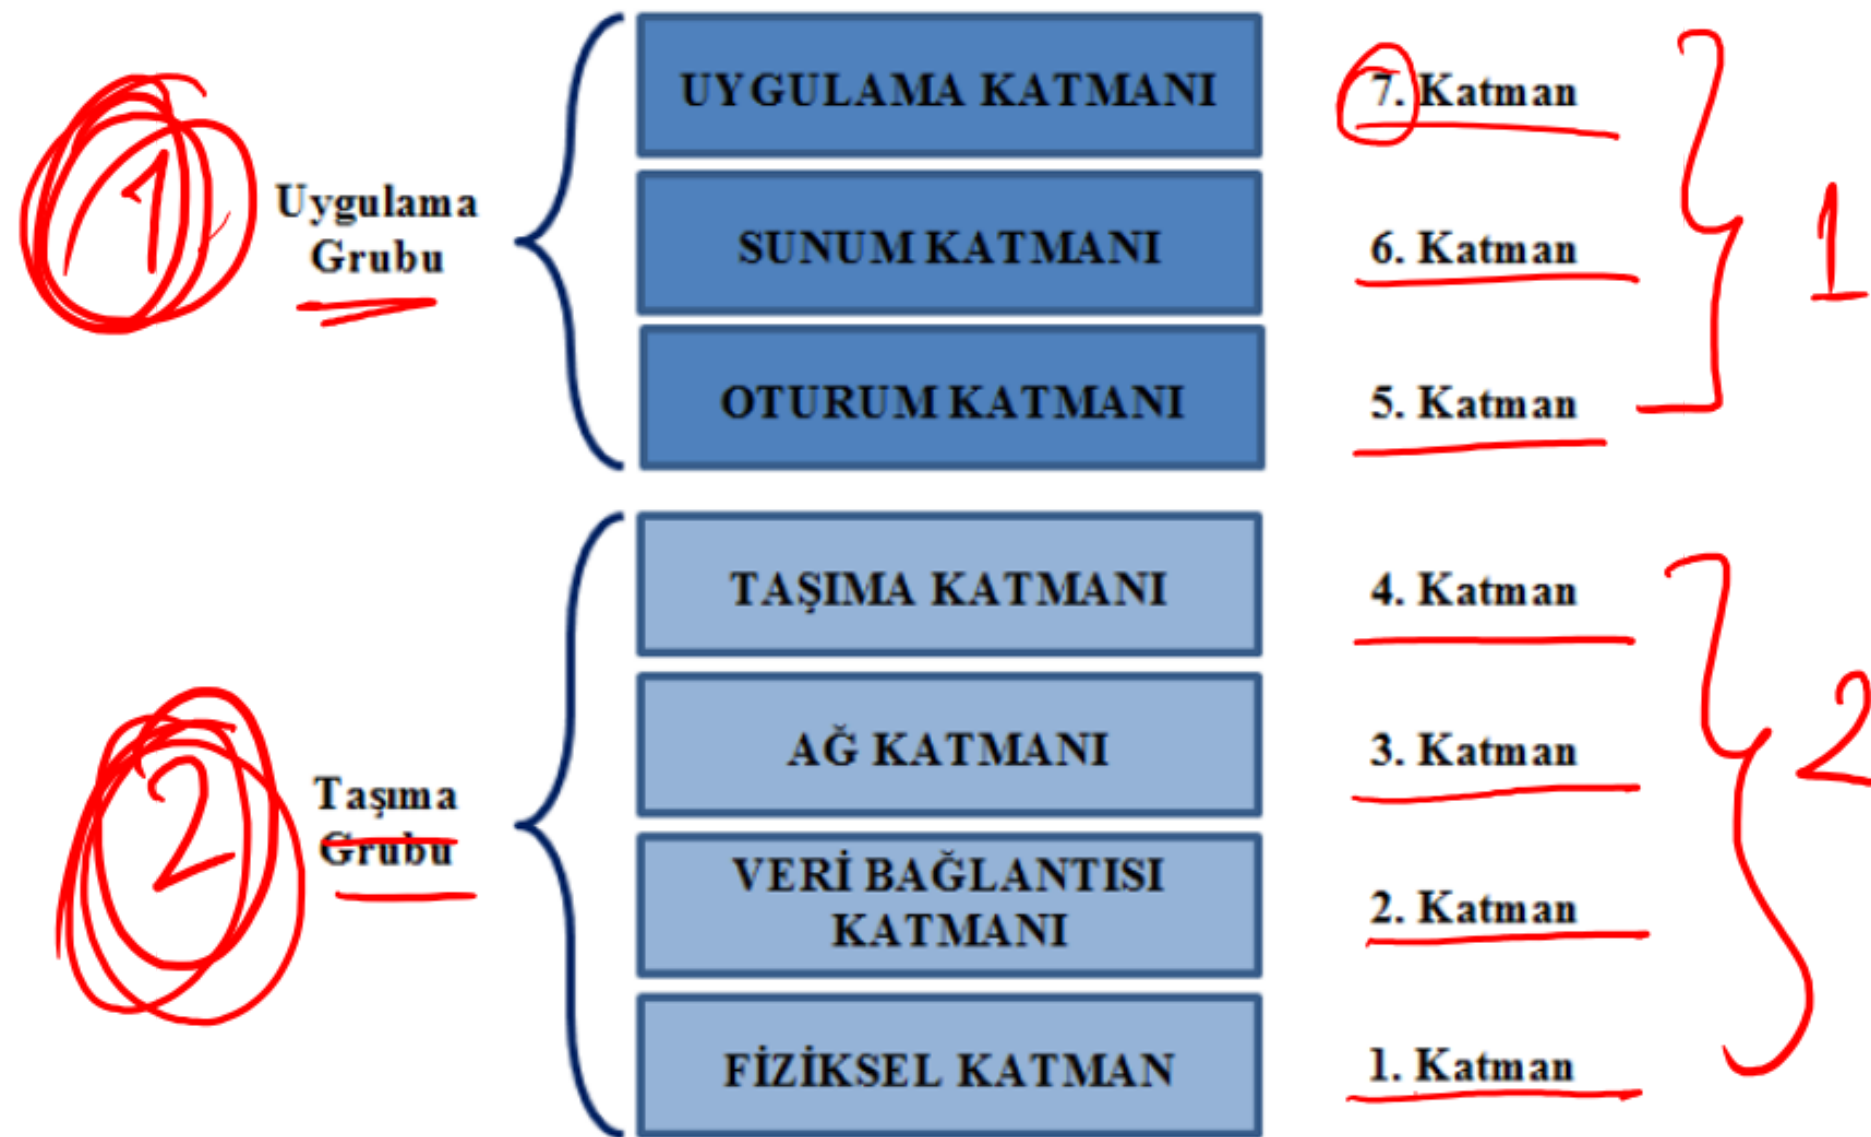 UYGULAMA KATMANI
7. Katman
1
Uygulama
Grubu
SUNUM KATMANI
6. Katman
1
OTURUM KATMANI
5. Katman
TAŞIMA KATMANI
4. Katman
2
Taşıma
Grubu
AĞ KATMANI
3. Katman
2
VERİ BAĞLANTISI
KATMANI
2. Katman
FİZİKSEL KATMAN
1. Katman